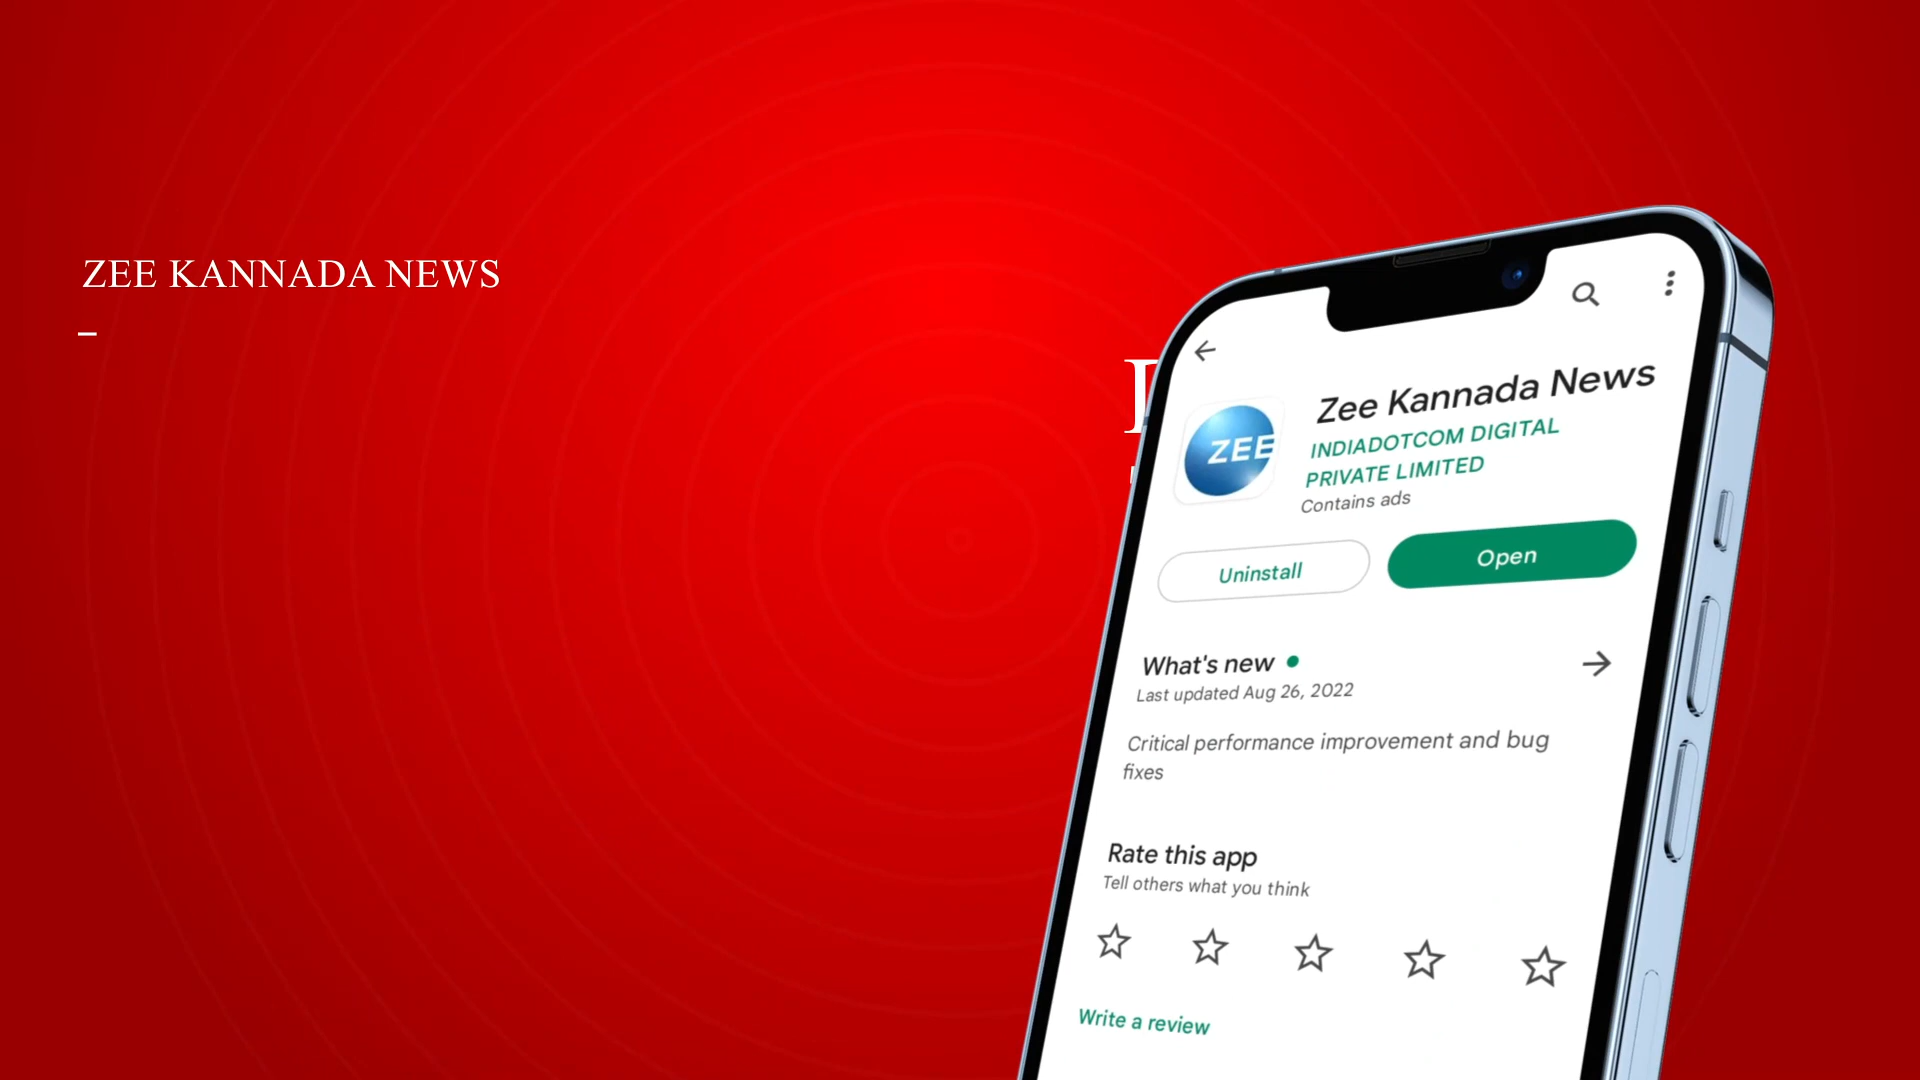 ZEE KANNADA NEWS
Zee Kannada News
INDIADOTCOM DIGITAL
PRIVATE LIMITED
Contains ads
ZEE
Uninstall
Open
What's new
Last updated Aug 26, 2022
Critical performance improvement and bug
fixes
Rate this app
Tell others what you think
Write a review